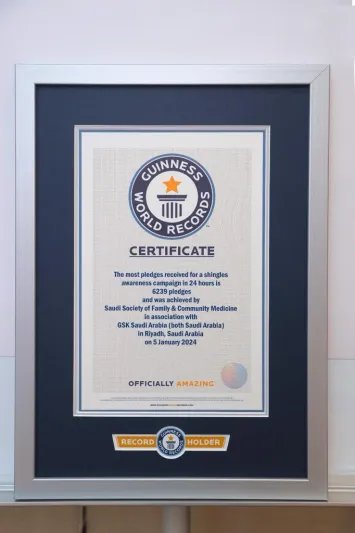 GUINNESS
WORLD RECORDS
CERTIFICATE
The most pledges received for a shingles
awareness campaign in 24 hours is
6239 pledges
and was achieved by
Saudi Society of Family & Community Medicine
in association with
GSK Saudi Arabia (both Saudi Arabia)
in Riyadh, Saudi Arabia
on 5 January 2024
OFFICIALLY AMAZING
RECORD HOLDER